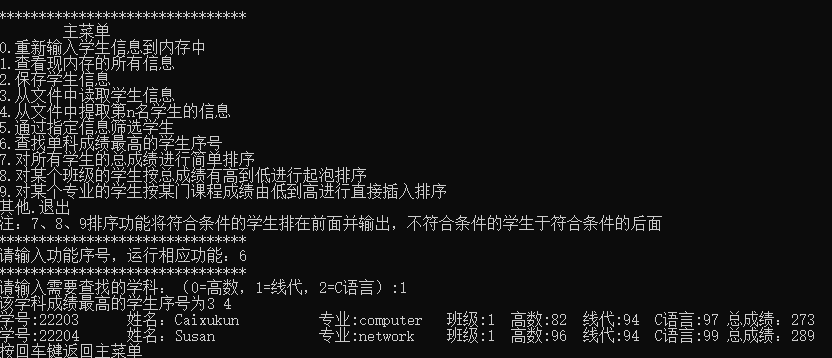 *******************************
主菜单
0.重新输入学生信息到内存中
1.查看现内存的所有信息
2.保存学生信息
3.从文件中读取学生信息
4.从文件中提取第n名学生的信息
5.通过指定信息筛选学生
6.查找单科成绩最高的学生序号
7.对所有学生的总成绩进行简单排序
8.对某个班级的学生按总成绩有高到低进行起泡排序
9.对某个专业的学生按某门课程成绩由低到高进行直接插入排序
其他.退出
注: 7、8、9排序功能将符合条件的学生排在前面并输出，不符合条件的学生于符合条件的后面
*******************************
请输入功能序号，运行相应功能: 6
*******************************
请输入需要查找的学科: (0=高数, 1=线代, 2=C语言) :1
该学科成绩最高的学生序号为3 4
学号:22203 姓名: Caixukun 专业:computer 班级:1 高数:82 线代:94 C语言:97 总成绩: 273
学号:22204 姓名: Susan 专业:network 班级:1 高数:96 线代:94 C语言:99 总成绩: 289
按回车键返回主菜单